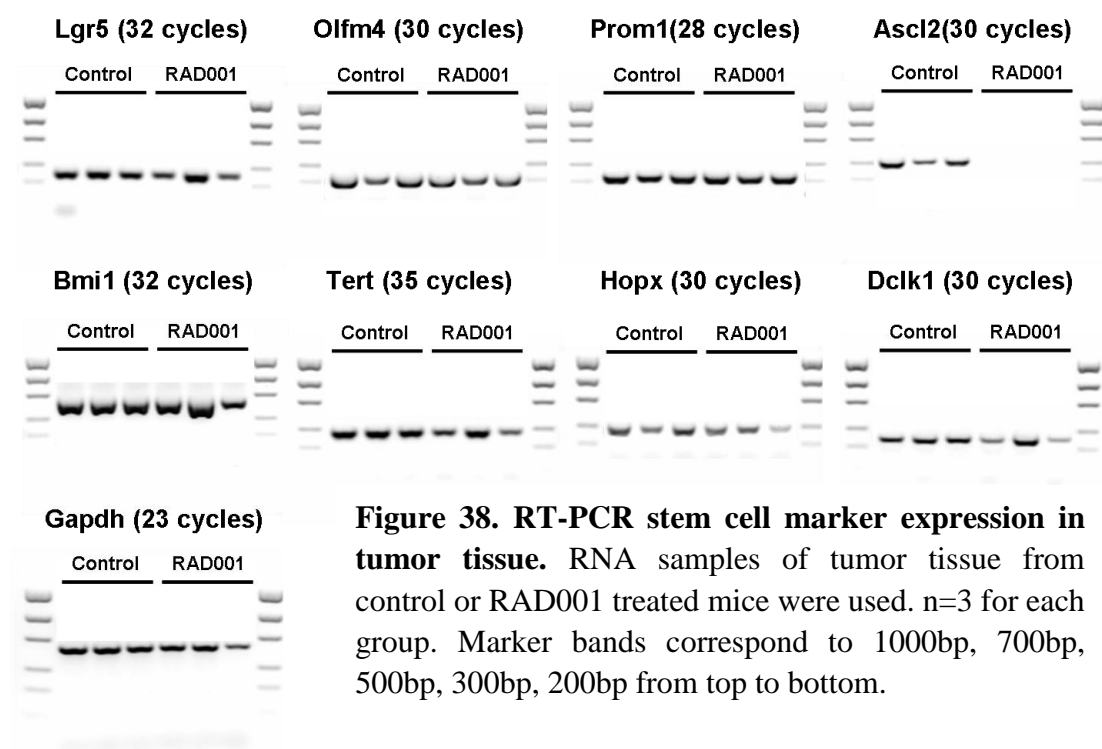 Lgr5 (32 cycles)
Olfm4 (30 cycles)
Prom1(28 cycles)
Ascl2(30 cycles)
Control RAD001
Control RAD001
Control RAD001
Control RAD001
Bmi1 (32 cycles)
Tert (35 cycles)
Hopx (30 cycles)
Dclk1 (30 cycles)
Control RAD001
Control RAD001
Control RAD001
Control RAD001
Gapdh (23 cycles)
Control RAD001
Figure 38. RT-PCR stem cell marker expression in
tumor tissue. RNA samples of tumor tissue from
control or RAD001 treated mice were used. n=3 for each
group. Marker bands correspond to 1000bp, 700bp,
500bp, 300bp, 200bp from top to bottom.